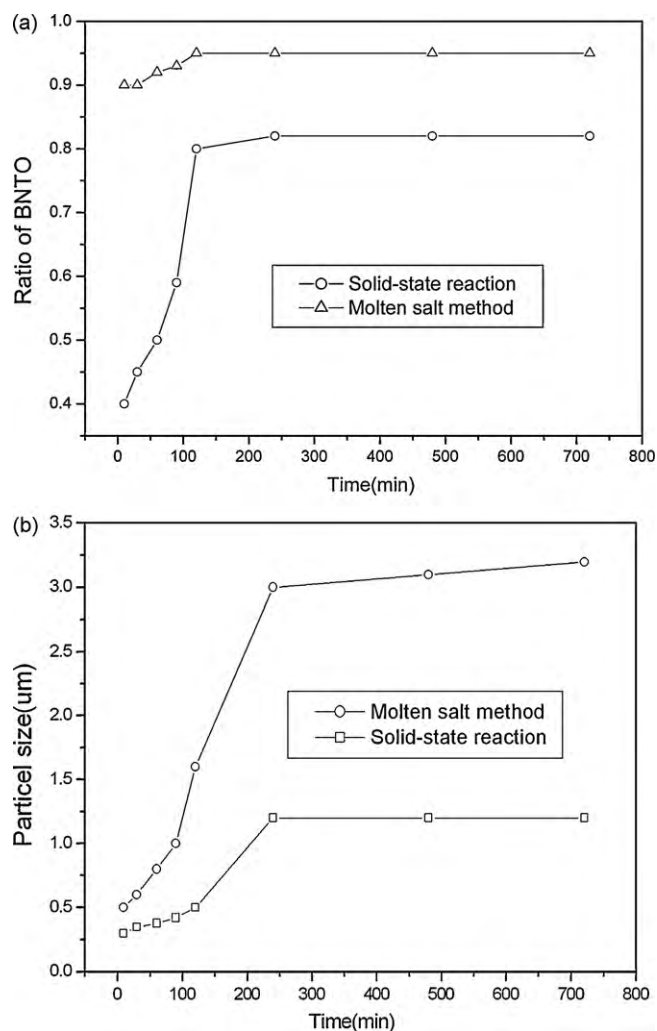 (a)
1.0
0.9
0.8
0.7
0.6
0.5
0.4
Ratio of BNTO
Solid-state reaction
Molten salt method
0 100 200 300 400 500 600 700 800
Time(min)
(b)
3.5
3.0
2.5
2.0
1.5
1.0
0.5
0.0
Particel size(um)
Molten salt method
Solid-state reaction
0 100 200 300 400 500 600 700 800
Time(min)